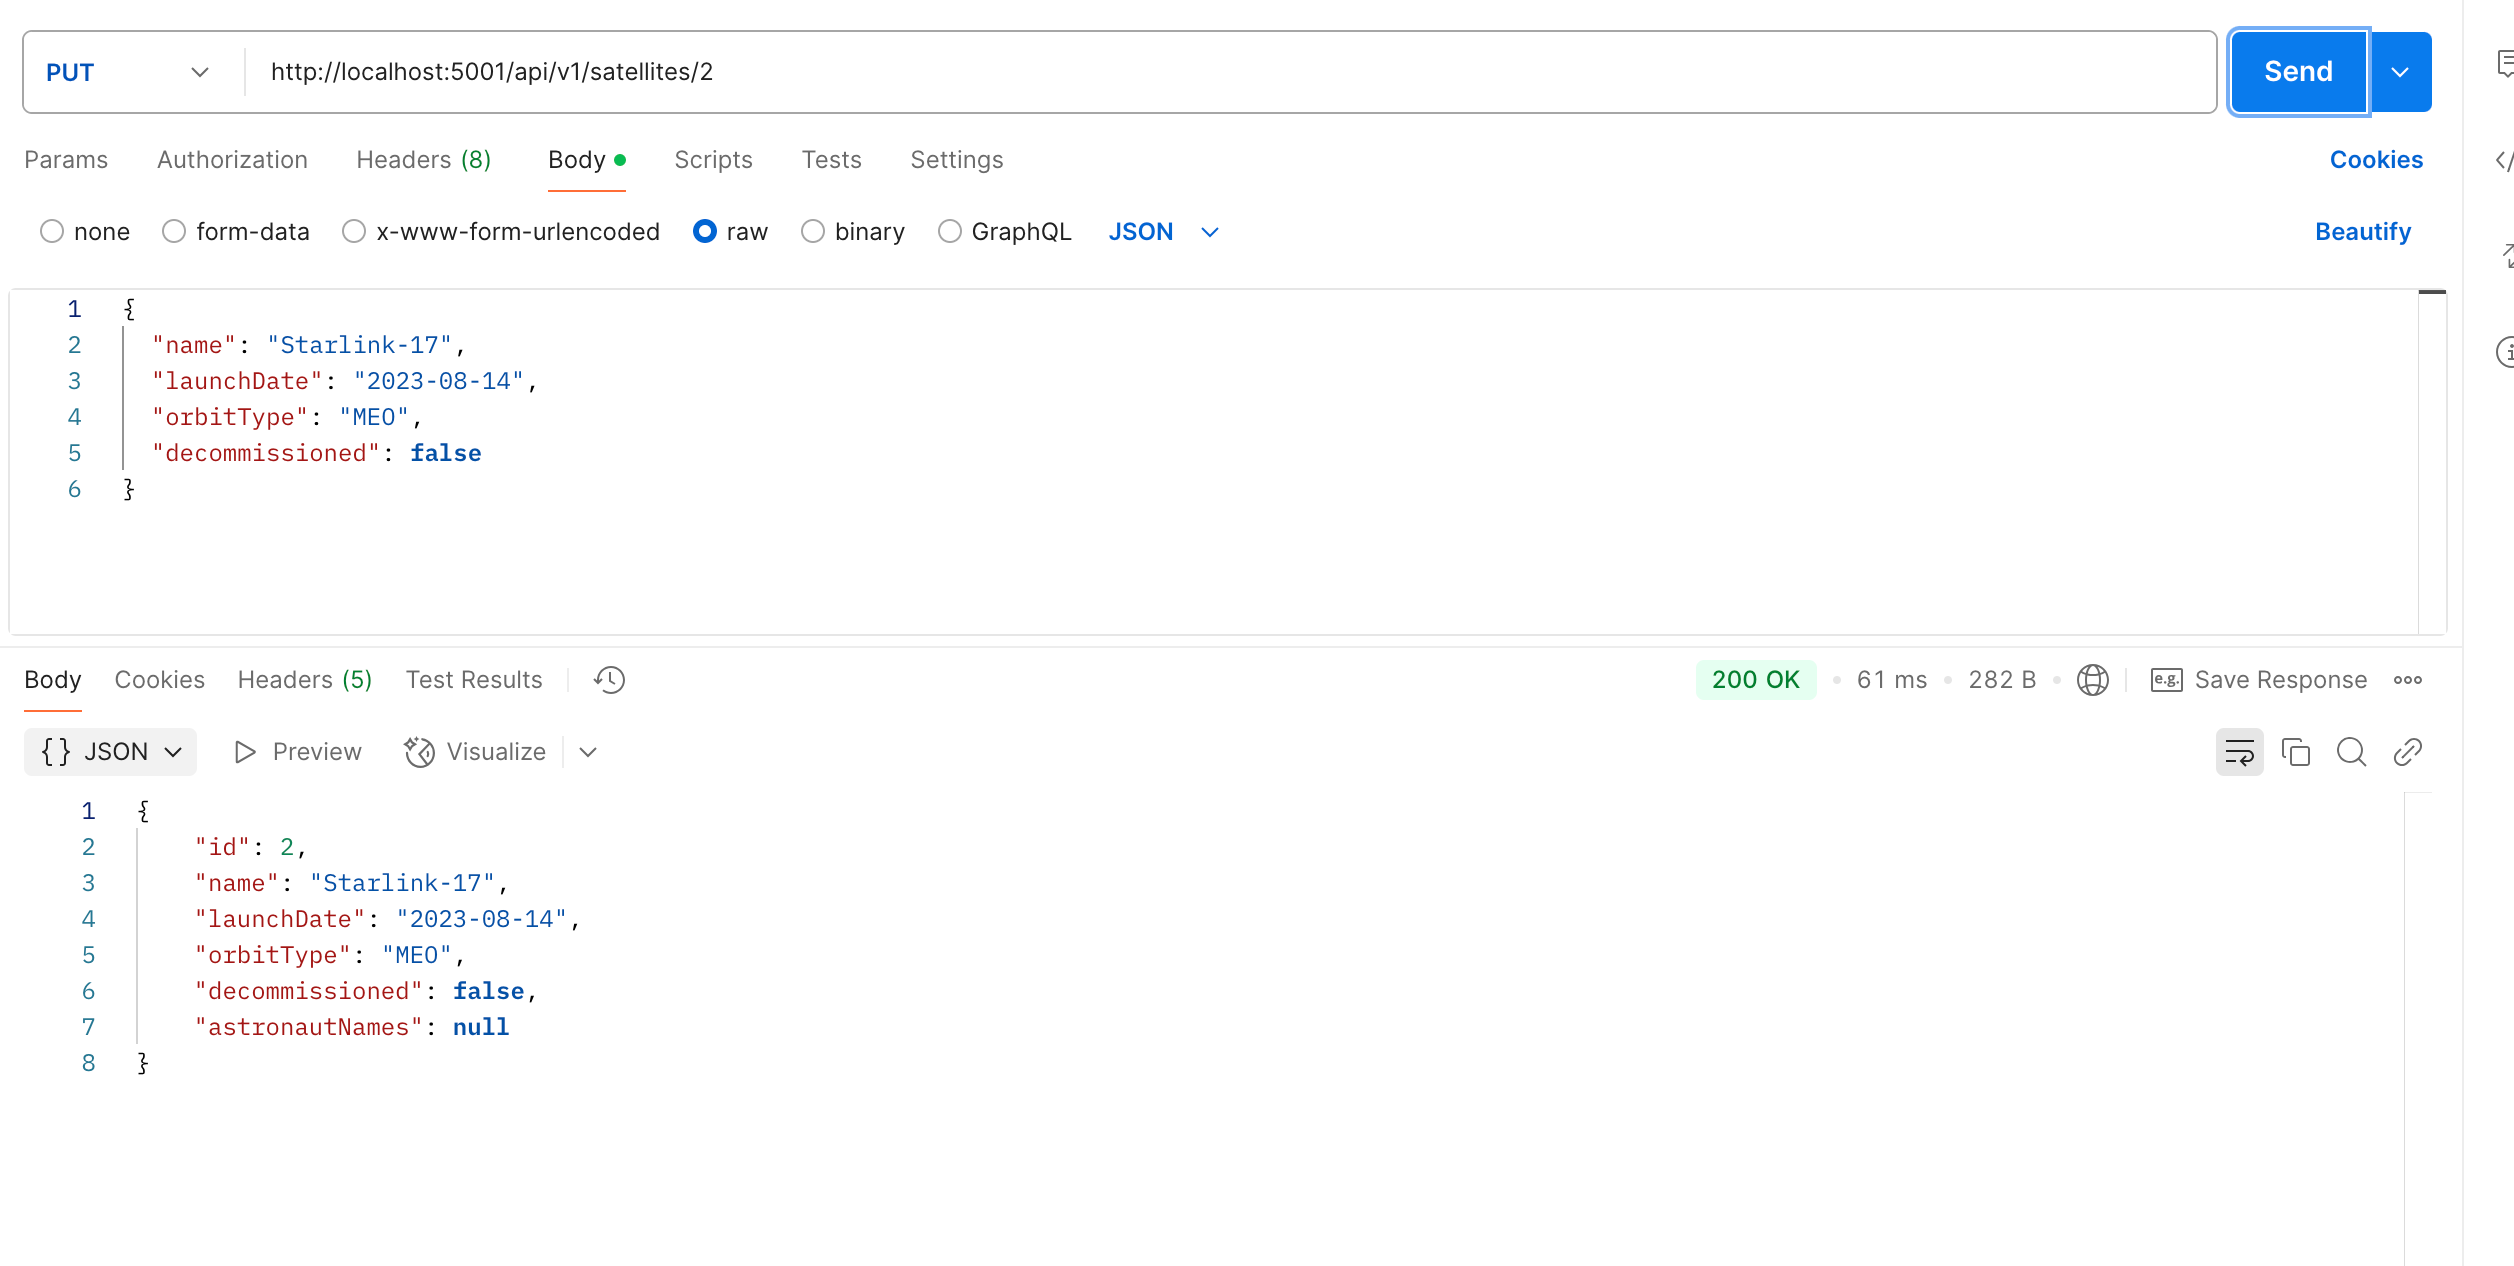 PUT http://localhost:5001/api/v1/satellites/2 Send
Params Authorization Headers (8) Body Scripts Tests Settings Cookies
none form-data x-www-form-urlencoded raw binary GraphQL JSON Beautify
1 {
2 "name": "Starlink-17",
3 "launchDate": "2023-08-14",
4 "orbitType": "MEO",
5 "decommissioned": false
6 }
Body Cookies Headers (5) Test Results 200 OK • 61 ms • 282 B • e.g. Save Response
{} JSON Preview Visualize
1 {
2 "id": 2,
3 "name": "Starlink-17",
4 "launchDate": "2023-08-14",
5 "orbitType": "MEO",
6 "decommissioned": false,
7 "astronautNames": null
8 }